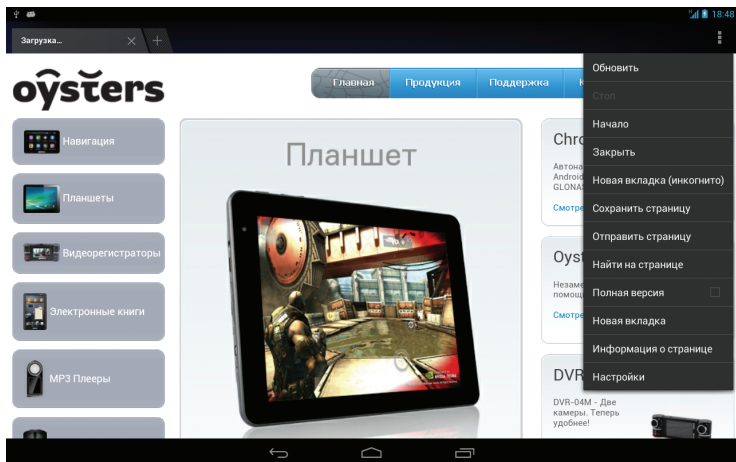 18:48
Загрузка...
oysters
Главная
Продукция
Поддержка
К
Навигация
Планшеты
Видеорегистраторы
Электронные книги
MP3 Плееры
Планшет
Chro
Автона
Android
GLONA
Смотре
Oyst
Незаме
помощ
Смотре
DVR
DVR-04M - Две
камеры. Теперь
удобнее!
Обновить
Стоп
Начало
Закрыть
Новая вкладка (инкогнито)
Сохранить страницу
Отправить страницу
Найти на странице
Полная версия
Новая вкладка
Информация о странице
Настройки